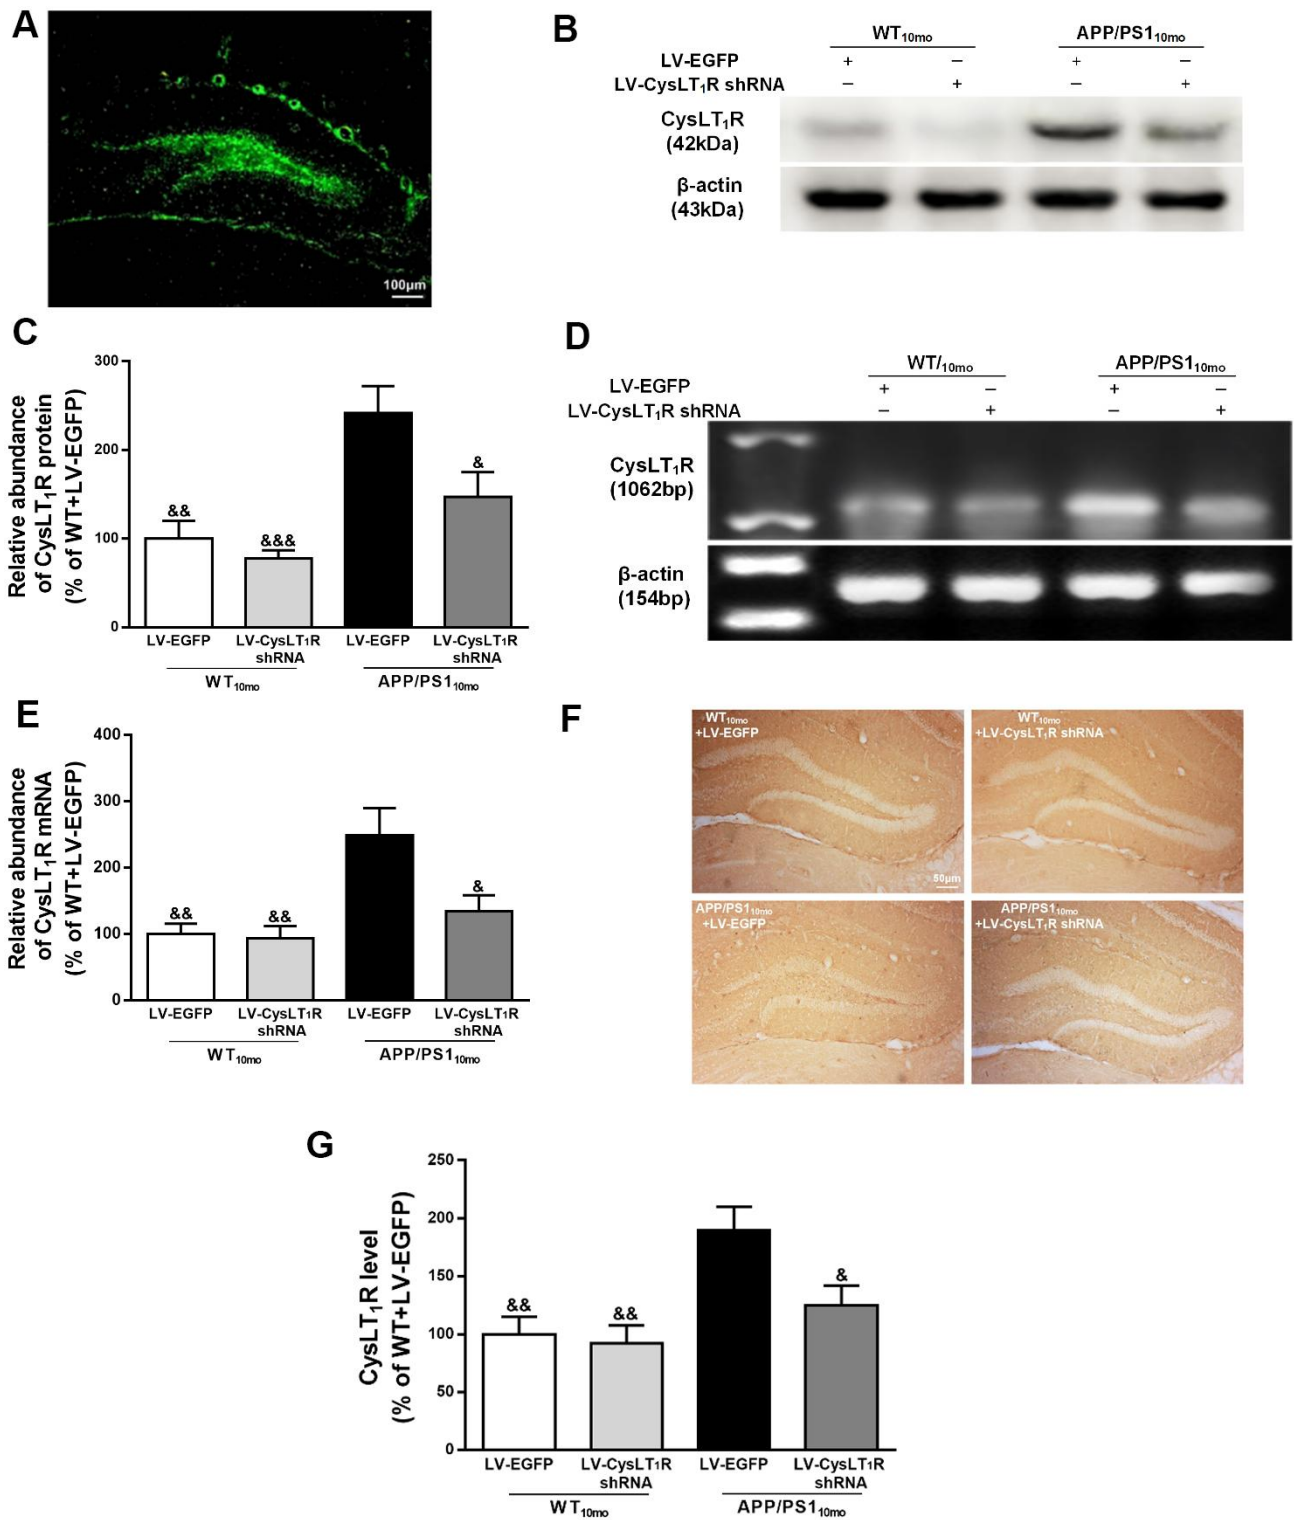 A
100μm
B
WT10mo APP/PS110mo
LV-EGFP + − + −
LV-CysLT1R shRNA − + − +
CysLT1R
(42kDa)
β-actin
(43kDa)
C
Relative abundance
of CysLT1R protein
(% of WT+LV-EGFP)
300
200
100
0
&&
&&&
&
LV-EGFP LV-CysLT1R LV-EGFP LV-CysLT1R
shRNA shRNA
WT10mo APP/PS110mo
D
WT/10mo APP/PS110mo
LV-EGFP + − + −
LV-CysLT1R shRNA − + − +
CysLT1R
(1062bp)
β-actin
(154bp)
E
Relative abundance
of CysLT1R mRNA
(% of WT+LV-EGFP)
400
300
200
100
0
&&
&&
&
LV-EGFP LV-CysLT1R LV-EGFP LV-CysLT1R
shRNA shRNA
WT10mo APP/PS110mo
F
WT10mo
+LV-EGFP
50μm
WT10mo
+LV-CysLT1R shRNA
APP/PS110mo
+LV-EGFP
APP/PS110mo
+LV-CysLT1R shRNA
G
CysLT1R level
(% of WT+LV-EGFP)
250
200
150
100
50
0
&&
&&
&
LV-EGFP LV-CysLT1R LV-EGFP LV-CysLT1R
shRNA shRNA
WT10mo APP/PS110mo